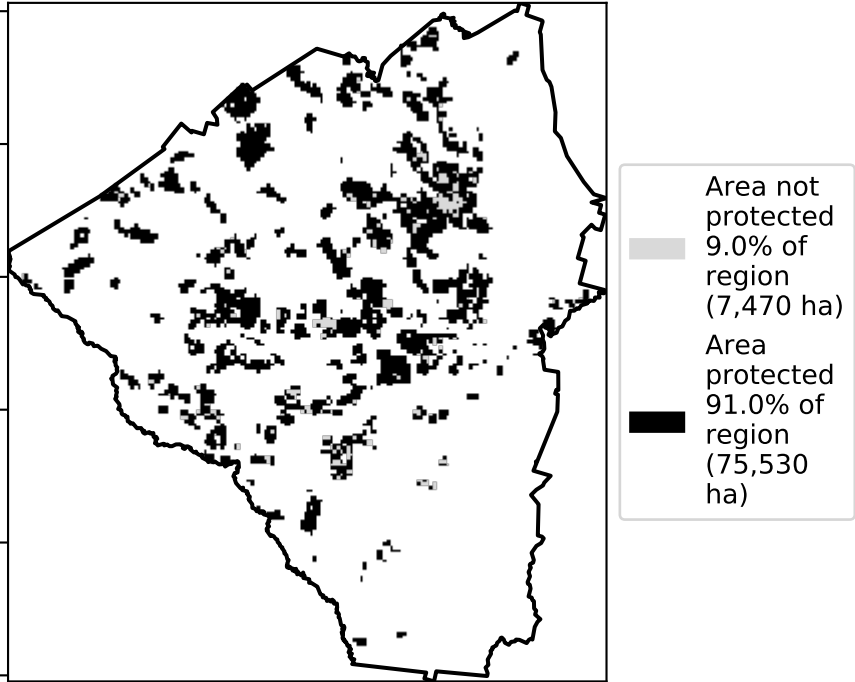 Area not
protected
9.0% of
region
(7,470 ha)
Area
protected
91.0% of
region
(75,530
ha)